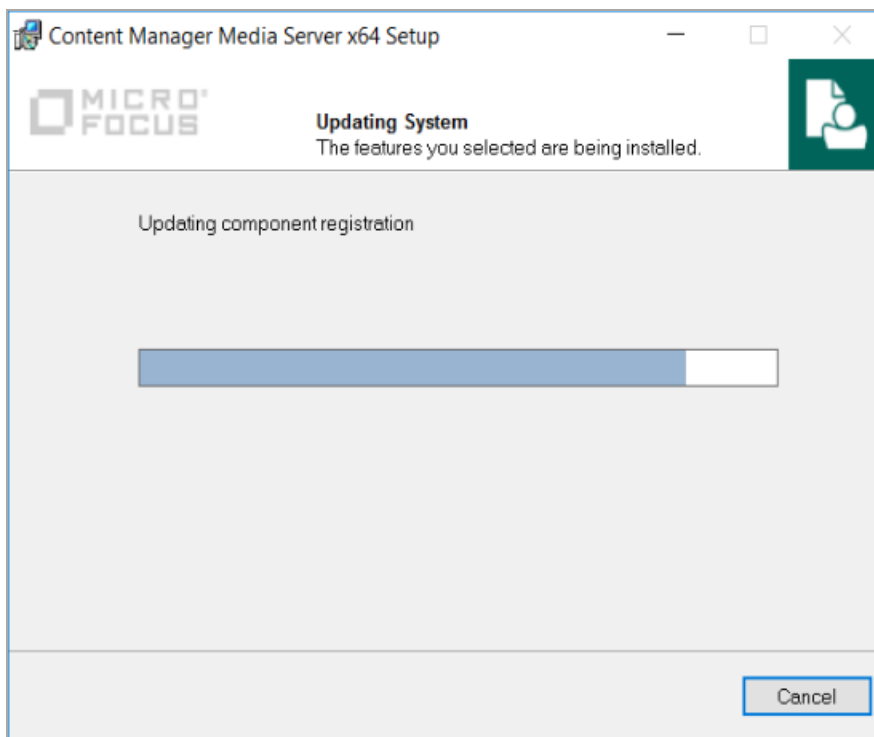 Content Manager Media Server x64 Setup
MICRO
FOCUS
Updating System
The features you selected are being installed.
Updating component registration
Cancel